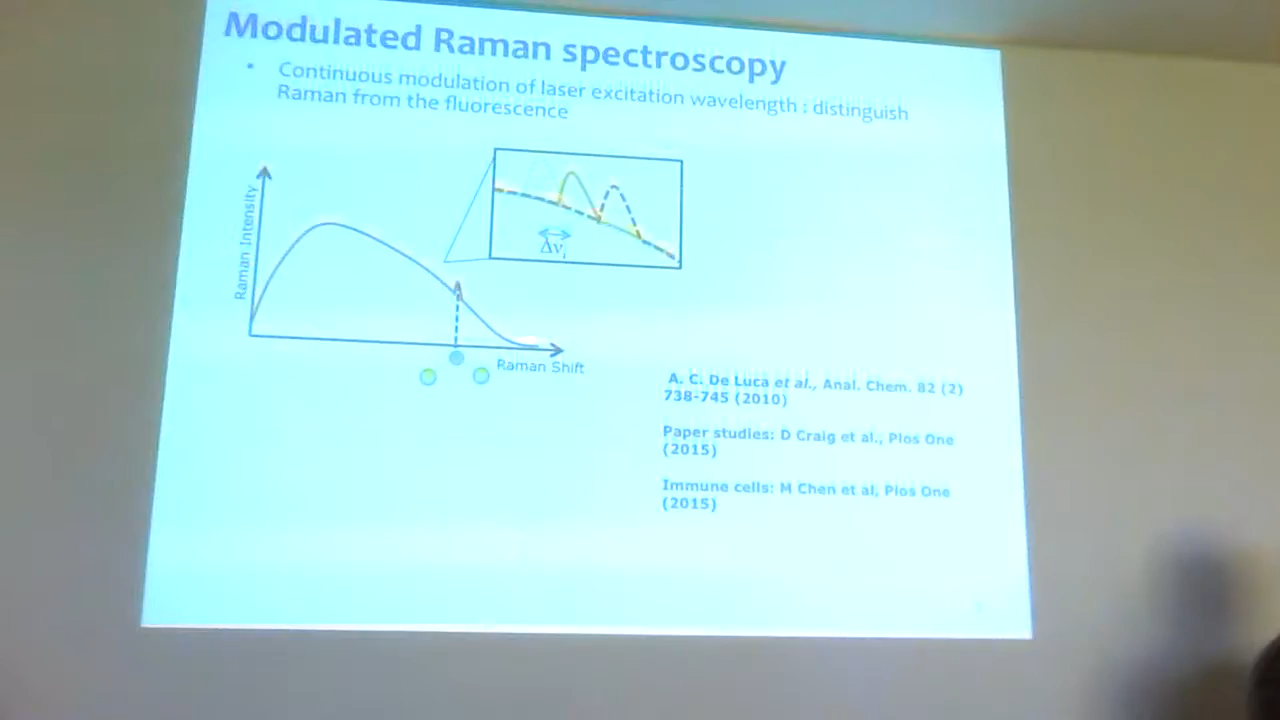 Modulated Raman spectroscopy
• Continuous modulation of laser excitation wavelength : distinguish
Raman from the fluorescence
Raman Intensity
Δνi
Raman Shift
A. C. De Luca et al., Anal. Chem. 82 (2)
738-745 (2010)
Paper studies: D Craig et al., Plos One
(2015)
Immune cells: M Chen et al, Plos One
(2015)